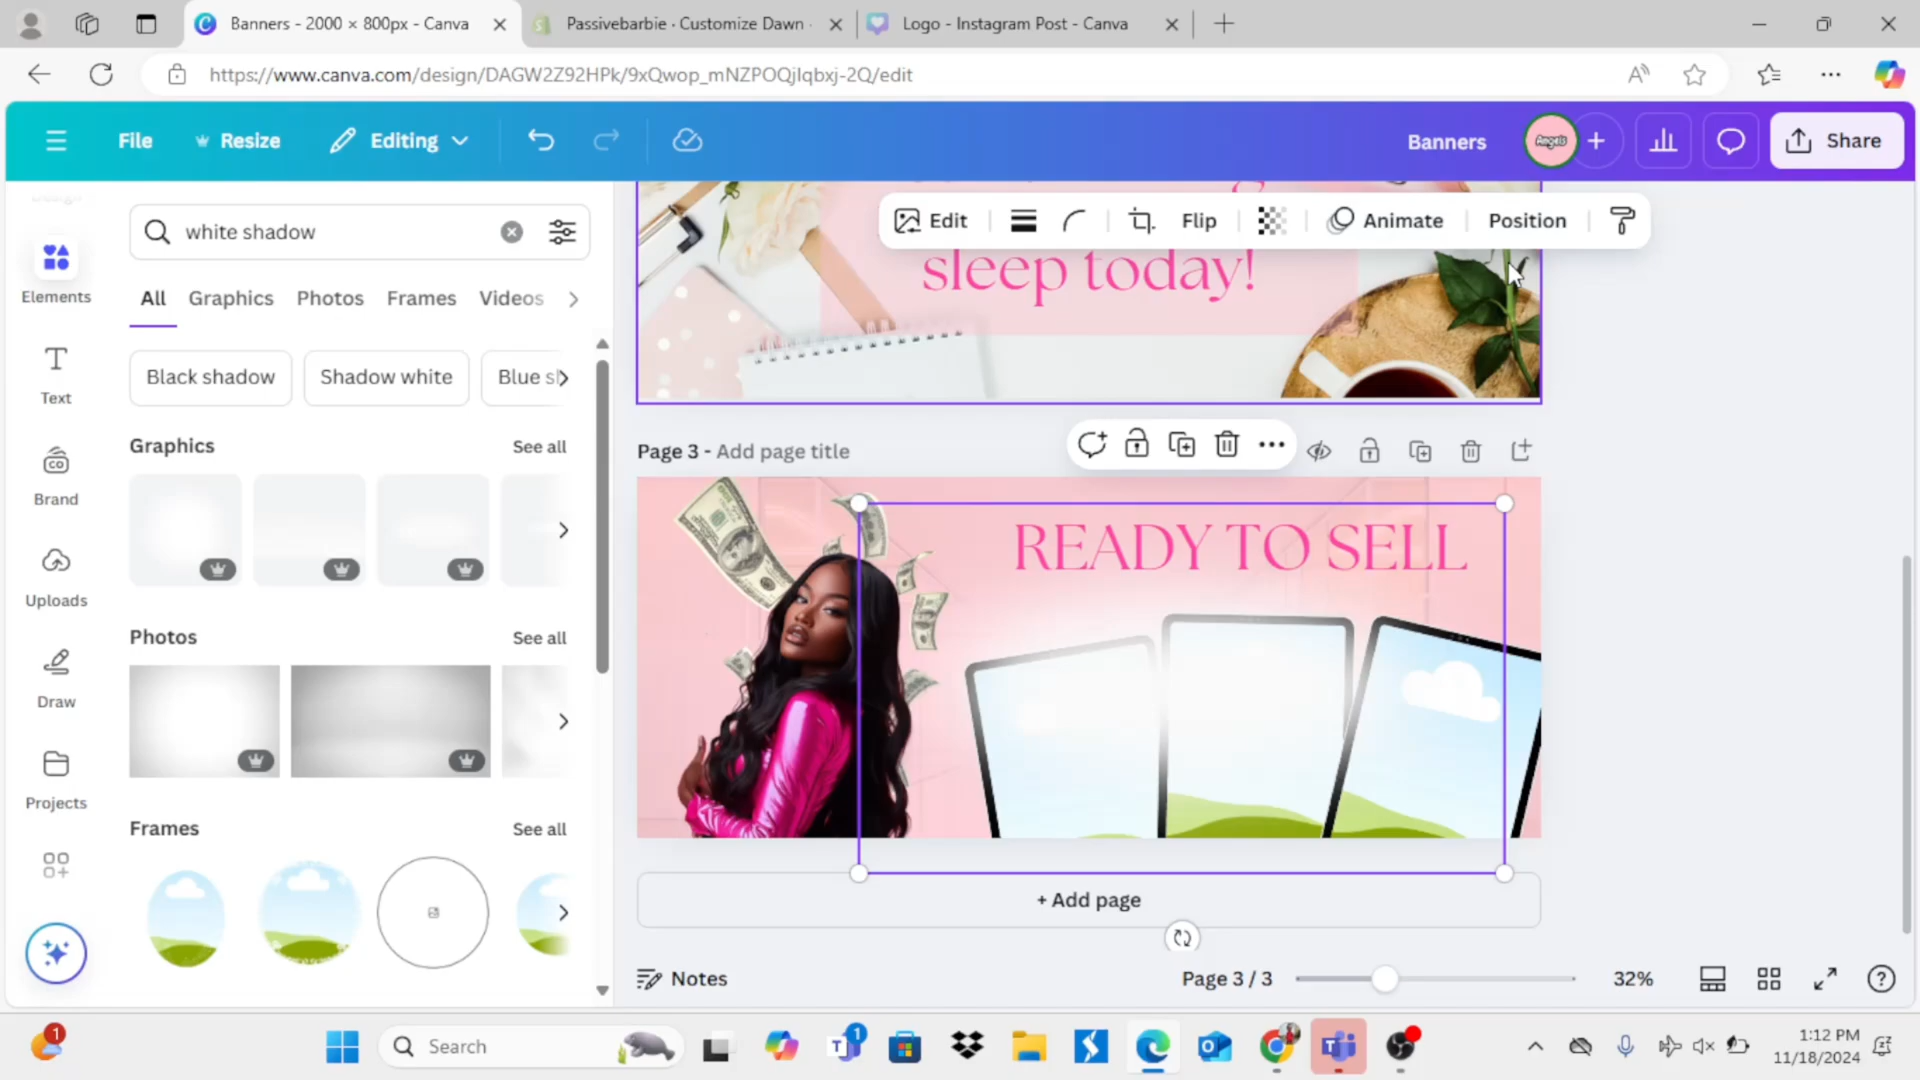 Banners - 2000 × 800px - Canva
Passivebarbie · Customize Dawn ·
Logo - Instagram Post - Canva
https://www.canva.com/design/DAGW2Z92HPk/9xQwop_mNZPOQjIqbxj-2Q/edit
File
Resize
Editing
Banners
Share
white shadow
Edit
Flip
Animate
Position
Elements
All
Graphics
Photos
Frames
Videos
sleep today!
Text
Black shadow
Shadow white
Blue sh
Brand
Graphics
See all
Page 3 - Add page title
READY TO SELL
Uploads
Photos
See all
Draw
Projects
Frames
See all
+ Add page
Notes
Page 3 / 3
32%
Search
1:12 PM
11/18/2024